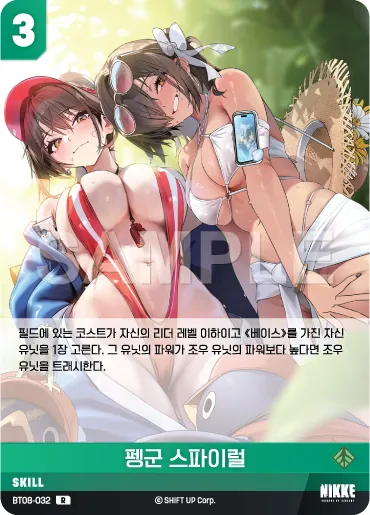 3
SAMPLE
필드에 있는 코스트가 자신의 리더 레벨 이하이고 《베이스》를 가진 자신
유닛을 1장 고른다. 그 유닛의 파워가 조우 유닛의 파워보다 높다면 조우
유닛을 트래시한다.
펭군 스파이럴
SKILL
BT08-032 R
© SHIFT UP Corp.
NIKKE